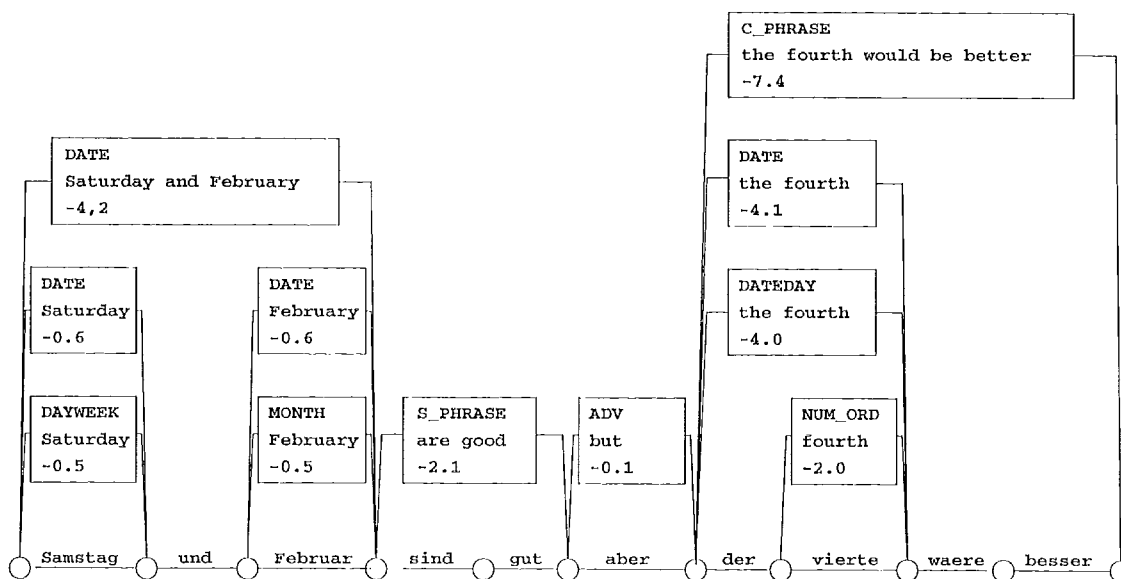 C_PHRASE
the fourth would be better
-7.4
DATE
Saturday and February
-4,2
DATE
the fourth
-4.1
DATE
Saturday
-0.6
DATE
February
-0.6
DATEDAY
the fourth
-4.0
DAYWEEK
Saturday
-0.5
MONTH
February
-0.5
S_PHRASE
are good
-2.1
ADV
but
-0.1
NUM_ORD
fourth
-2.0
Samstag und Februar sind gut aber der vierte waere besser